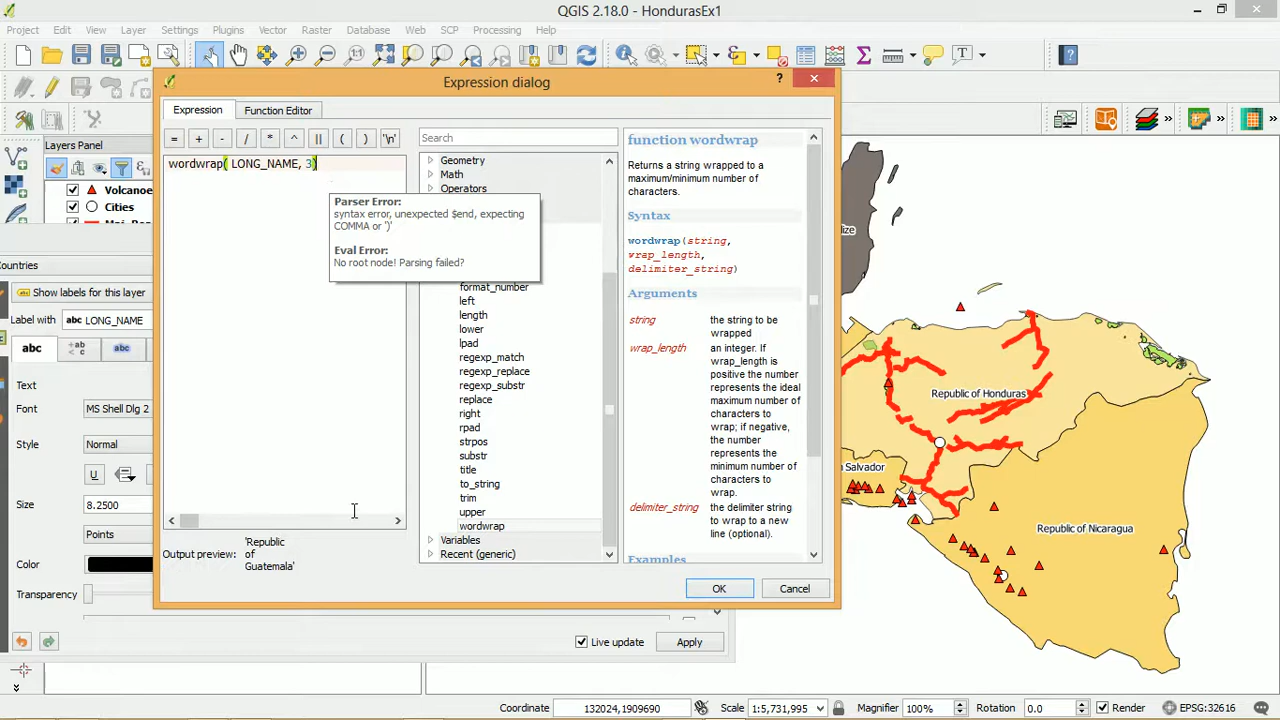 QGIS 2.18.0 - HondurasEx1
Project Edit View Layer Settings Plugins Vector Raster Database Web SCP Processing Help
Expression dialog
Expression Function Editor
= + - / * ^ || ( ) '\n'
Search
wordwrap( LONG_NAME, 3)
Parser Error:
syntax error, unexpected $end, expecting
COMMA or ')'
Eval Error:
No root node! Parsing failed?
Geometry
Math
Operators
format_number
left
length
lower
lpad
regexp_match
regexp_replace
regexp_substr
replace
right
rpad
strpos
substr
title
to_string
trim
upper
wordwrap
Variables
Recent (generic)
function wordwrap
Returns a string wrapped to a
maximum/minimum number of
characters.
Syntax
wordwrap(string,
wrap_length,
delimiter_string)
Arguments
string the string to be
wrapped
wrap_length an integer. If
wrap_length is
positive the number
represents the ideal
maximum number of
characters to
wrap; if negative,
the number
represents the
minimum number of
characters to
wrap.
delimiter_string the delimiter string
to wrap to a new
line (optional).
Examples
Output preview: 'Republic
of
Guatemala'
OK Cancel
Layers Panel
Volcanoe
Cities
Maj_Roa
Countries
Show labels for this layer
Label with abc LONG_NAME
abc +ab <c abc
Text
Font MS Shell Dlg 2
Style Normal
U
Size 8.2500
Points
Color
Transparency
Live update Apply
lize
Republic of Honduras
n Salvador
Republic of Nicaragua
Coordinate 132024,1909690 Scale 1:5,731,995 Magnifier 100% Rotation 0.0 Render EPSG:32616